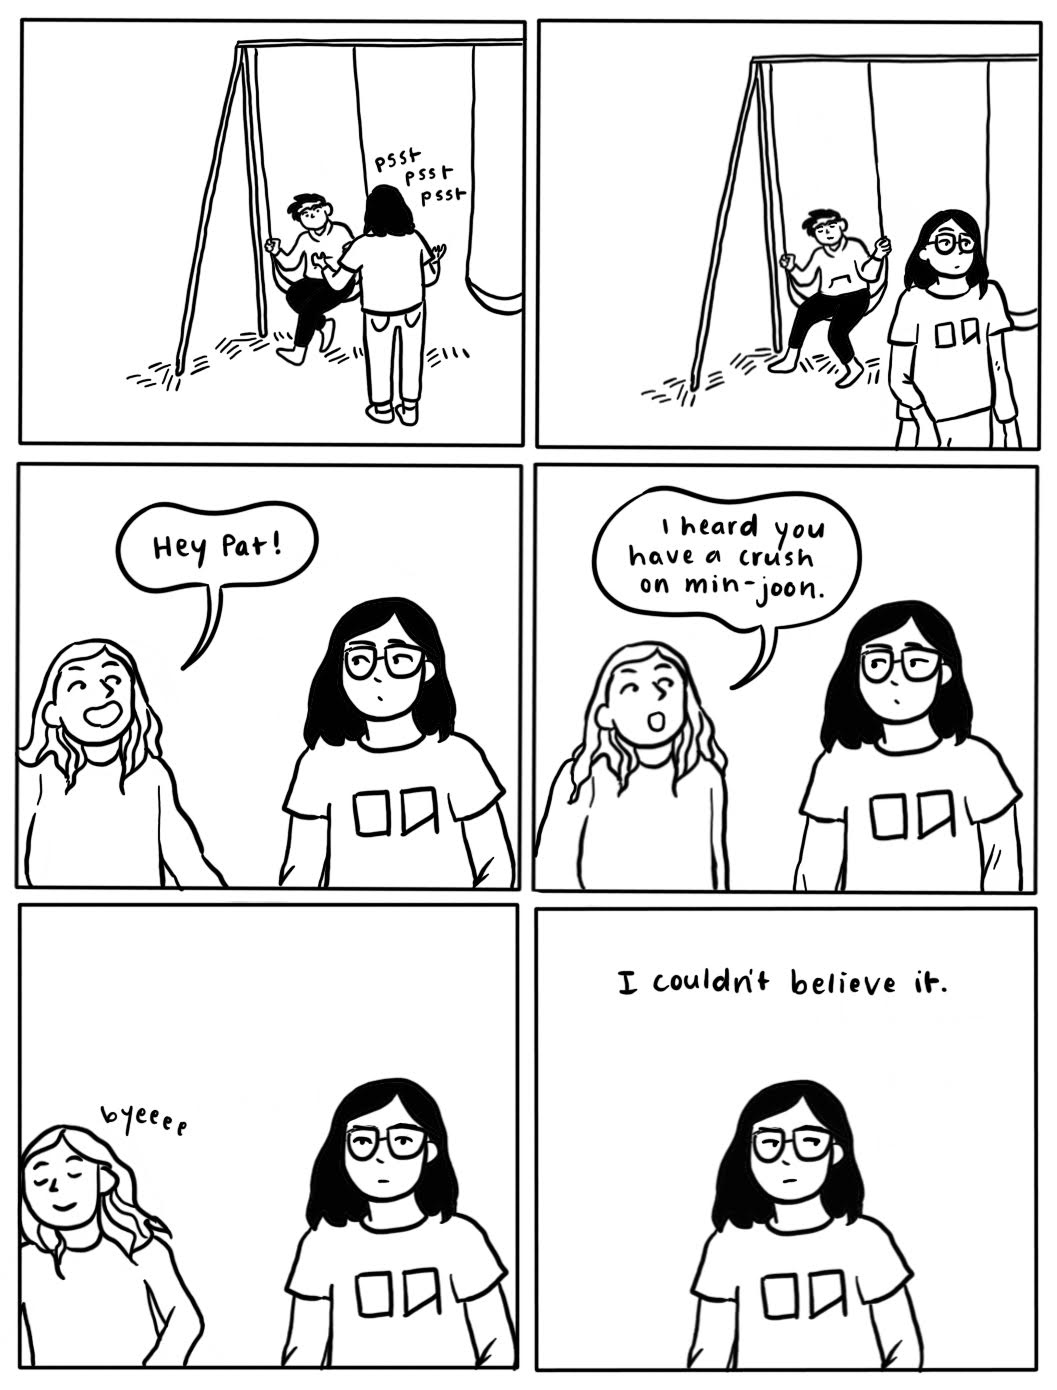 psst
psst
psst
Hey Pat!
I heard you
have a crush
on min-joon.
byeeee
I couldn't believe it.